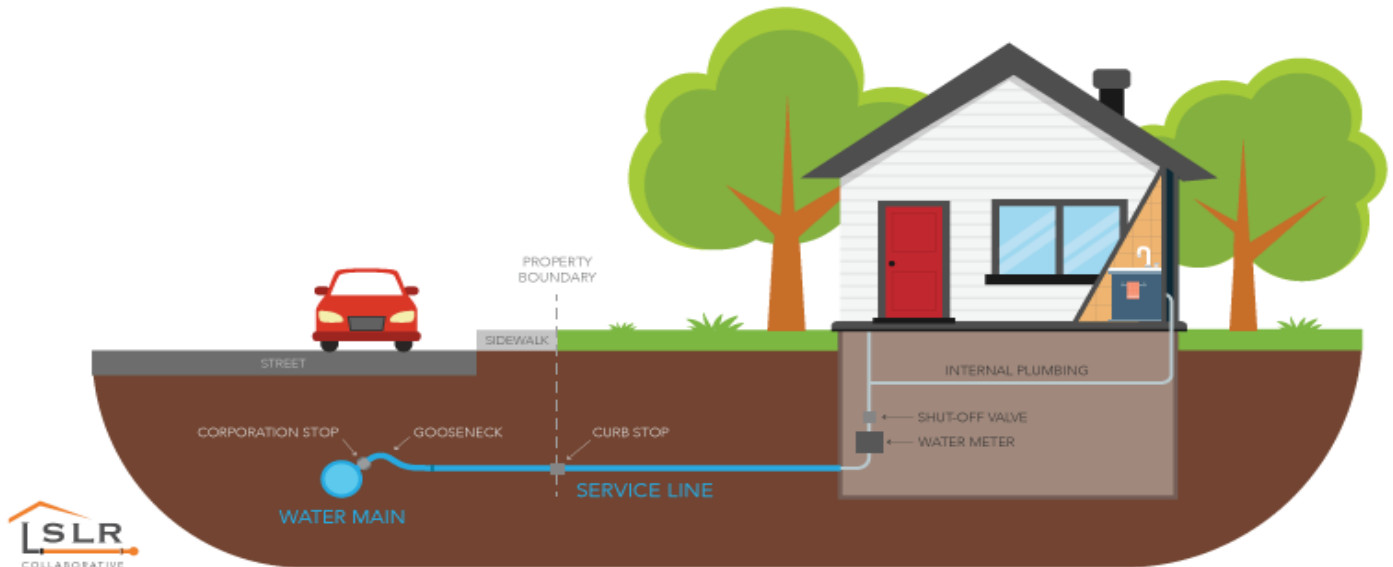 PROPERTY
BOUNDARY
SIDEWALK
STREET
INTERNAL PLUMBING
SHUT-OFF VALVE
WATER METER
CORPORATION STOP
GOOSENECK
CURB STOP
SERVICE LINE
WATER MAIN
LSLR
COLLABORATIVE